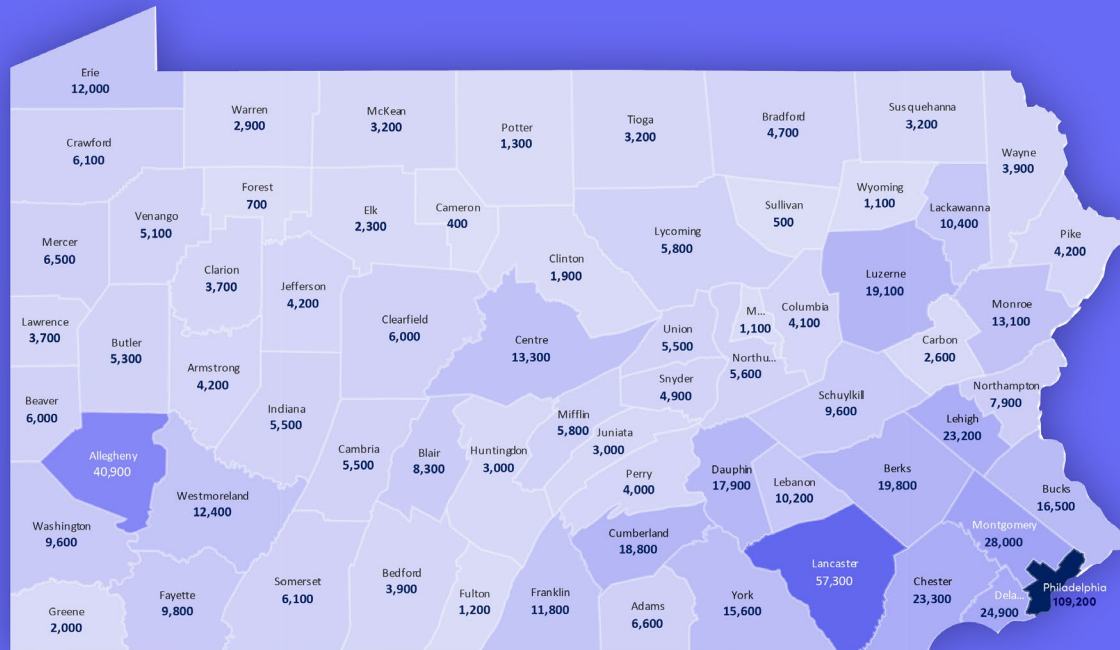 Erie
12,000
Warren
2,900
McKean
3,200
Potter
1,300
Tioga
3,200
Bradford
4,700
Susquehanna
3,200
Wayne
3,900
Crawford
6,100
Forest
700
Venango
5,100
Elk
2,300
Cameron
400
Lycoming
5,800
Sullivan
500
Wyoming
1,100
Lackawanna
10,400
Pike
4,200
Mercer
6,500
Clarion
3,700
Jefferson
4,200
Clinton
1,900
Luzerne
19,100
Monroe
13,100
Lawrence
3,700
Butler
5,300
Clearfield
6,000
Centre
13,300
Union
5,500
M...
1,100
Columbia
4,100
Carbon
2,600
Armstrong
4,200
Northu...
5,600
Snyder
4,900
Northampton
7,900
Beaver
6,000
Indiana
5,500
Mifflin
5,800
Juniata
3,000
Schuylkill
9,600
Lehigh
23,200
Allegheny
40,900
Cambria
5,500
Blair
8,300
Huntingdon
3,000
Perry
4,000
Dauphin
17,900
Lebanon
10,200
Berks
19,800
Bucks
16,500
Westmoreland
12,400
Washington
9,600
Cumberland
18,800
Montgomery
28,000
Lancaster
57,300
Greene
2,000
Fayette
9,800
Somerset
6,100
Bedford
3,900
Fulton
1,200
Franklin
11,800
Adams
6,600
York
15,600
Chester
23,300
Dela...
24,900
Philadelphia
109,200